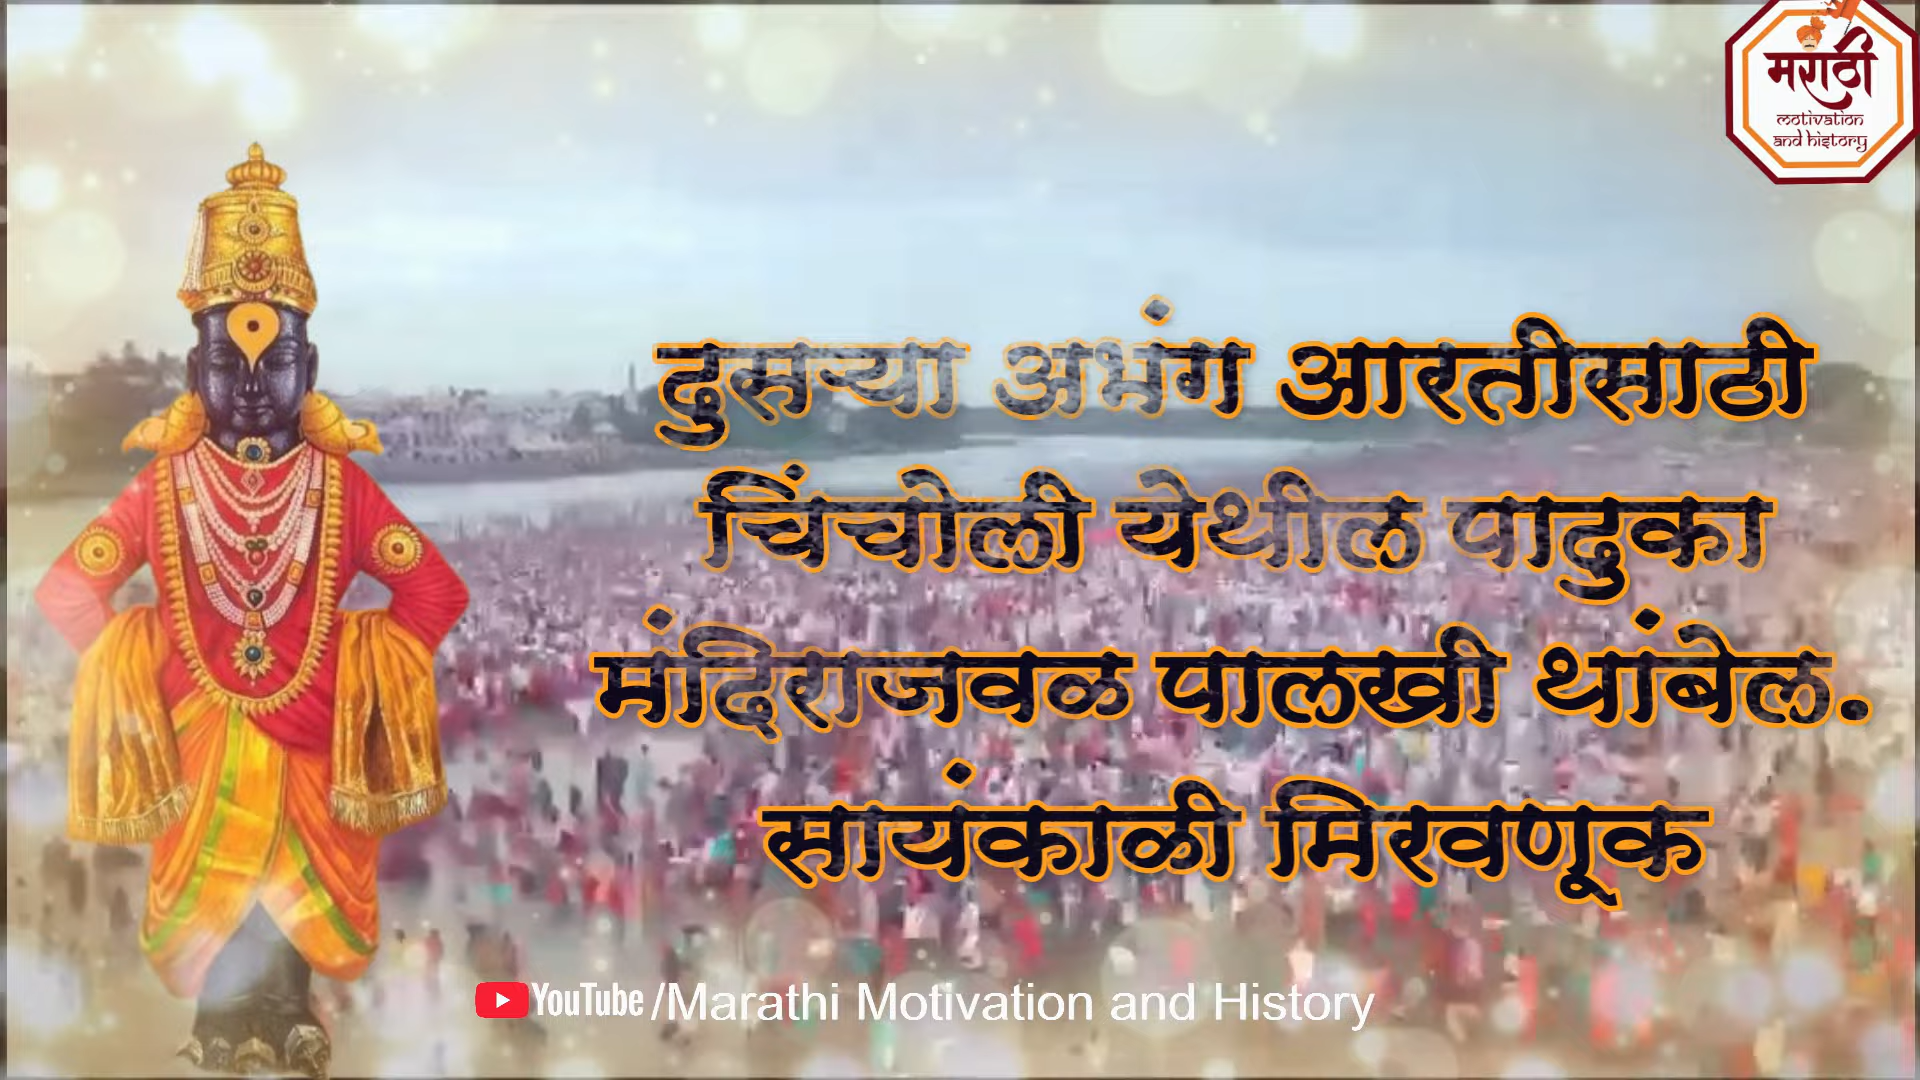 मराठी
motivation
and history
दुसऱ्या अभंग आरतीसाठी
चिंचोली येथील पादुका
मंदिराजवळ पालखी थांबेल.
सायंकाळी मिरवणूक
YouTube /Marathi Motivation and History